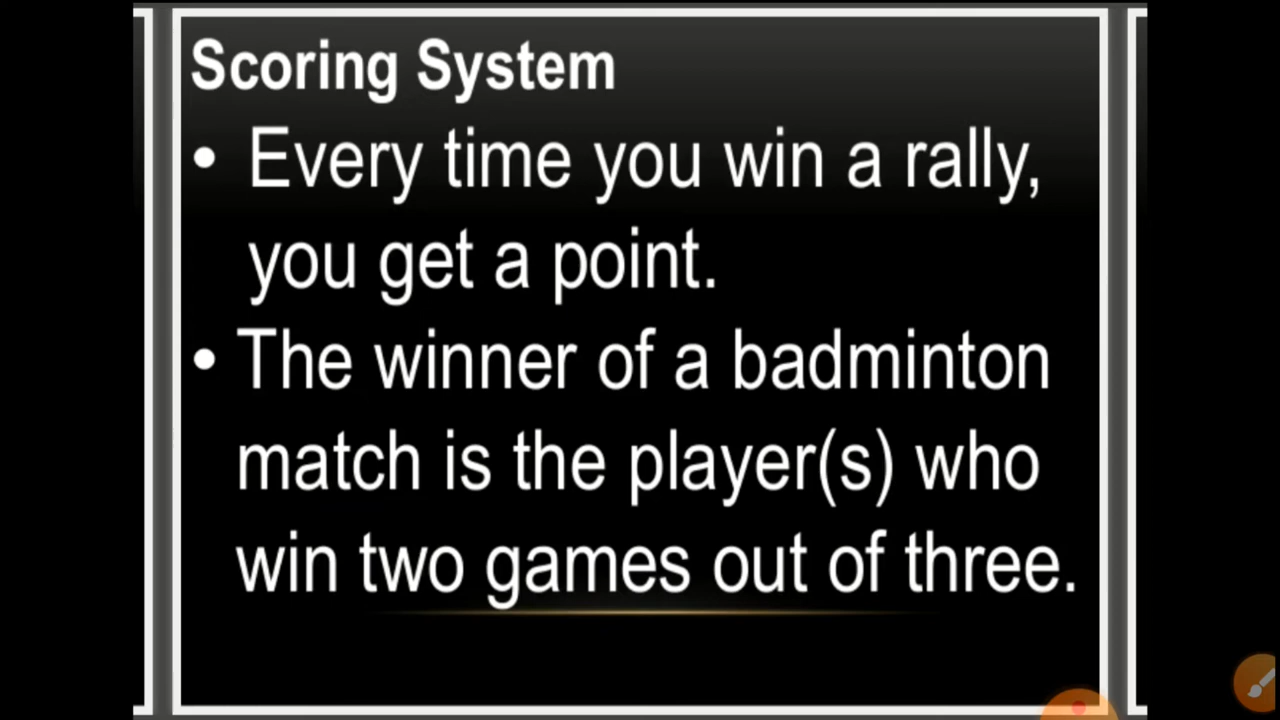 Scoring System
• Every time you win a rally,
you get a point.
• The winner of a badminton
match is the player(s) who
win two games out of three.